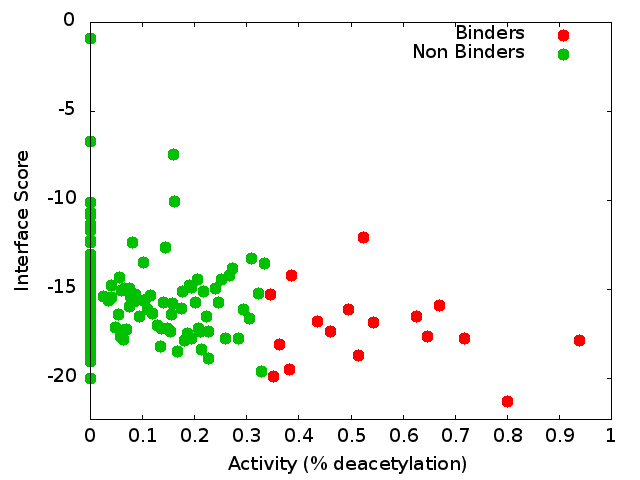 0
Binders
Non Binders
-5
-10
-15
-20
Interface Score
0 0.1 0.2 0.3 0.4 0.5 0.6 0.7 0.8 0.9 1
Activity (% deacetylation)